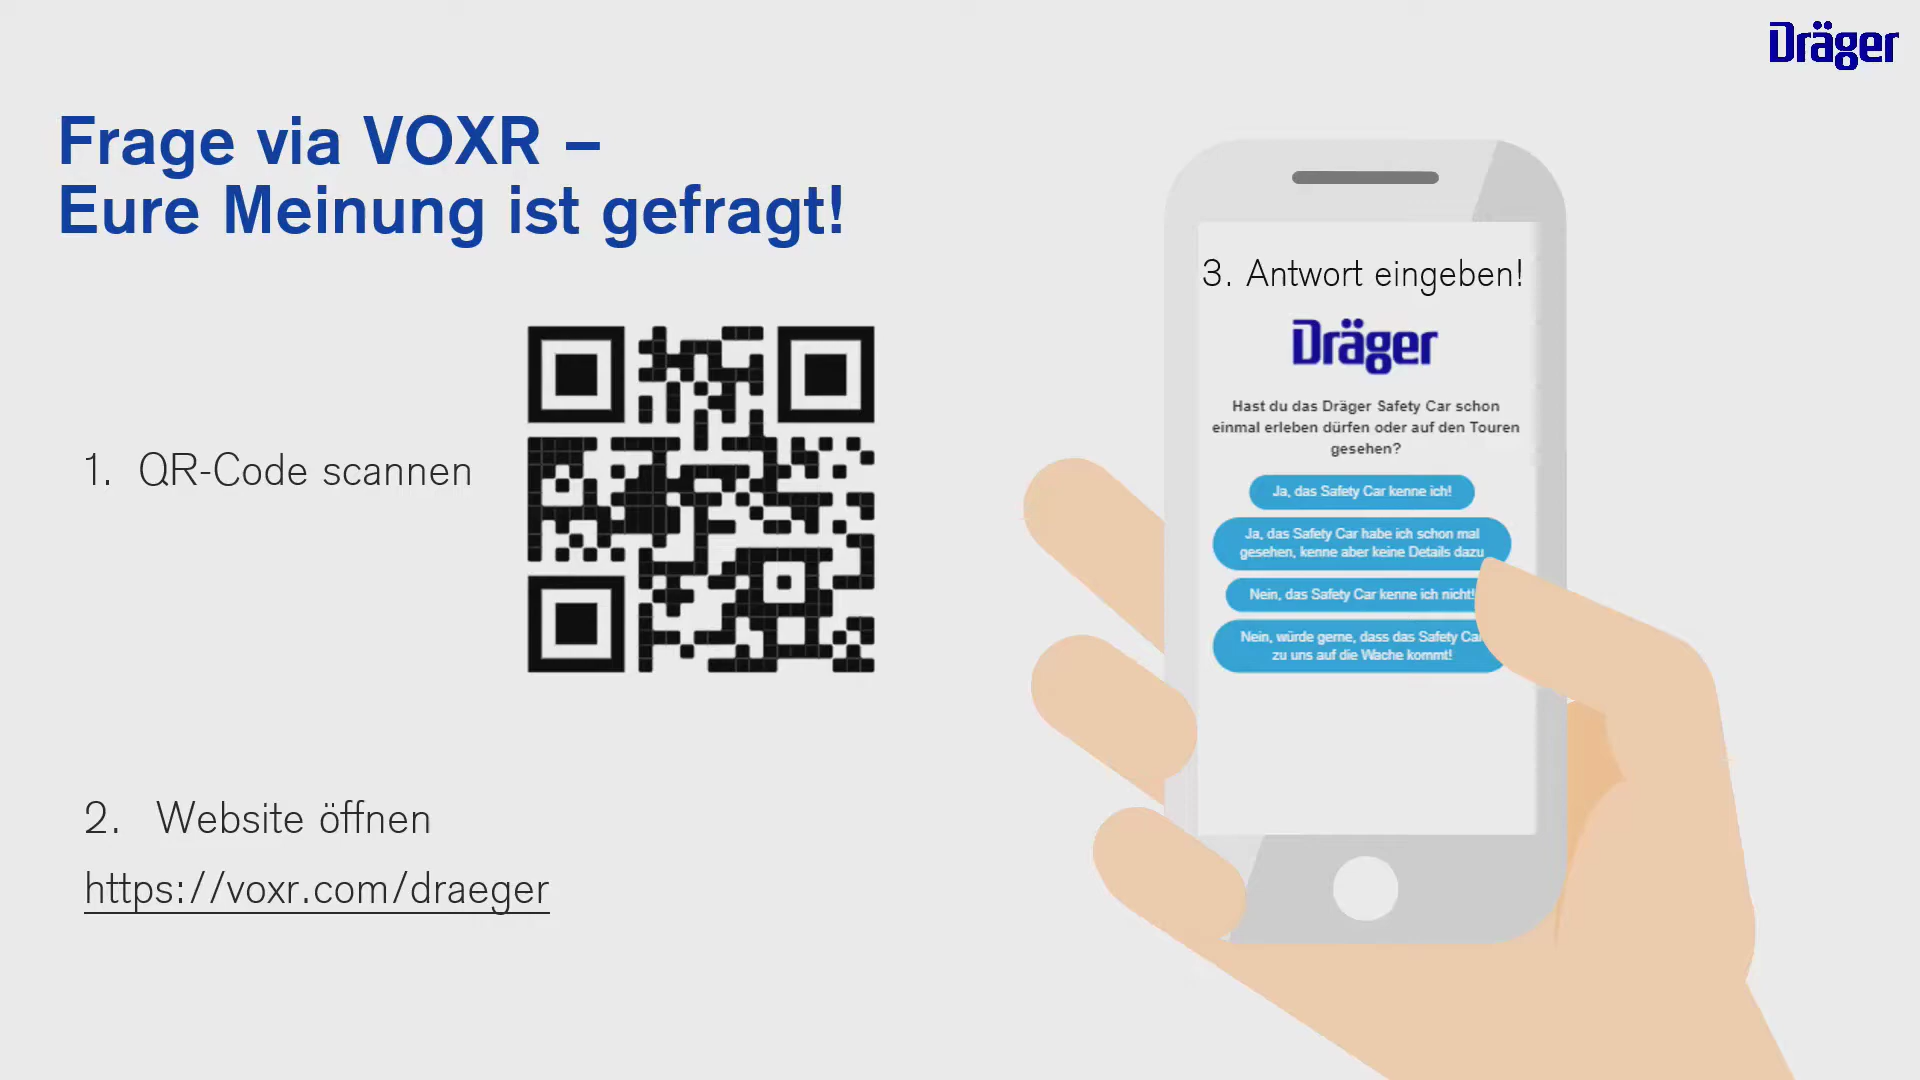 Dräger
Frage via VOXR –
Eure Meinung ist gefragt!
1. QR-Code scannen
2. Website öffnen
https://voxr.com/draeger
3. Antwort eingeben!
Dräger
Hast du das Dräger Safety Car schon
einmal erleben dürfen oder auf den Touren
gesehen?
Ja, das Safety Car kenne ich!
Ja, das Safety Car habe ich schon mal
gesehen, kenne aber keine Details dazu
Nein, das Safety Car kenne ich nicht!
Nein, würde gerne, dass das Safety Car
zu uns auf die Wache kommt!